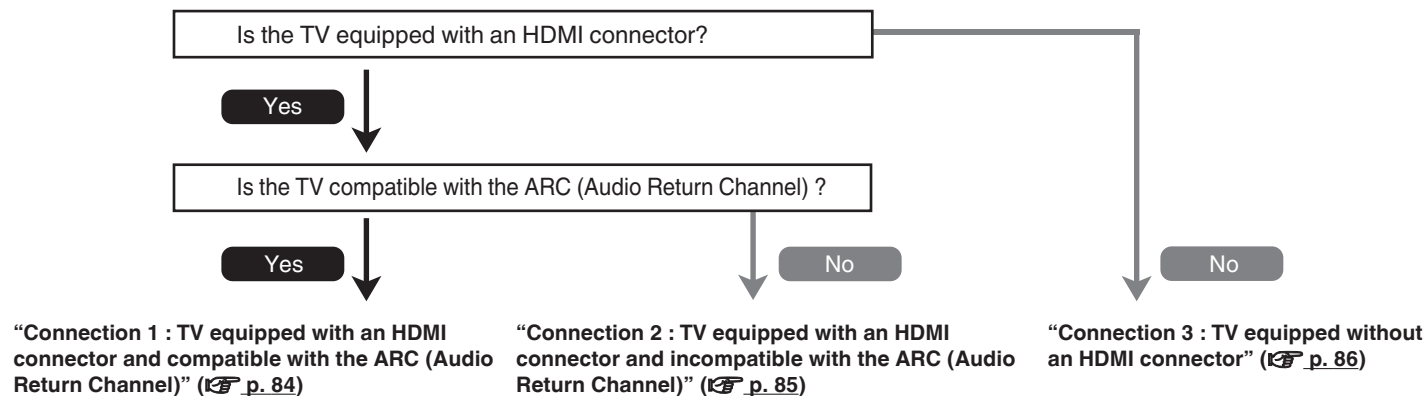 Is the TV equipped with an HDMI connector?
Yes
Is the TV compatible with the ARC (Audio Return Channel) ?
Yes
No
No
“Connection 1 : TV equipped with an HDMI
connector and compatible with the ARC (Audio
Return Channel)” (☞ p. 84)
“Connection 2 : TV equipped with an HDMI
connector and incompatible with the ARC (Audio
Return Channel)” (☞ p. 85)
“Connection 3 : TV equipped without
an HDMI connector” (☞ p. 86)